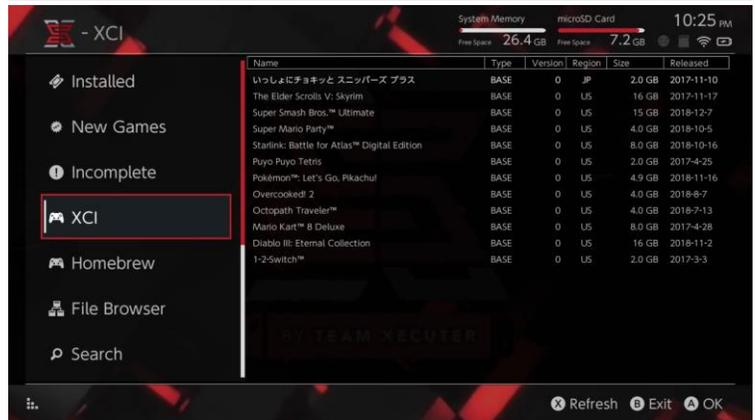 - XCI
System Memory
Free Space 26.4 GB
microSD Card
Free Space 7.2 GB
10:25 PM
Installed
New Games
Incomplete
XCI
Homebrew
File Browser
Search
Name Type Version Region Size Released
いっしょにチョキッと スニッパーズ プラス BASE 0 JP 2.0 GB 2017-11-10
The Elder Scrolls V: Skyrim BASE 0 US 16 GB 2017-11-17
Super Smash Bros.™ Ultimate BASE 0 US 15 GB 2018-12-7
Super Mario Party™ BASE 0 US 4.0 GB 2018-10-5
Starlink: Battle for Atlas™ Digital Edition BASE 0 US 8.0 GB 2018-10-16
Puyo Puyo Tetris BASE 0 US 2.0 GB 2017-4-25
Pokémon™: Let's Go, Pikachu! BASE 0 US 4.9 GB 2018-11-16
Overcooked! 2 BASE 0 US 4.0 GB 2018-8-7
Octopath Traveler™ BASE 0 US 4.0 GB 2018-7-13
Mario Kart™ 8 Deluxe BASE 0 US 8.0 GB 2017-4-28
Diablo III: Eternal Collection BASE 0 US 16 GB 2018-11-2
1-2-Switch™ BASE 0 US 2.0 GB 2017-3-3
BY TEAM XECUTER
X Refresh B Exit A OK